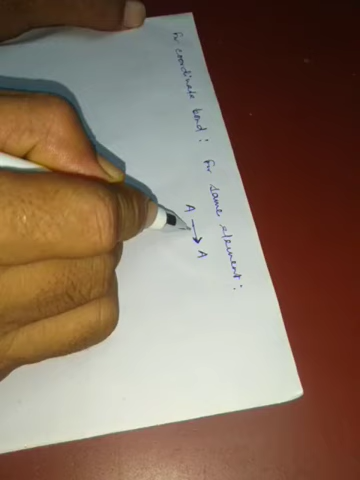 For coordinate bond : For same element :
A → A